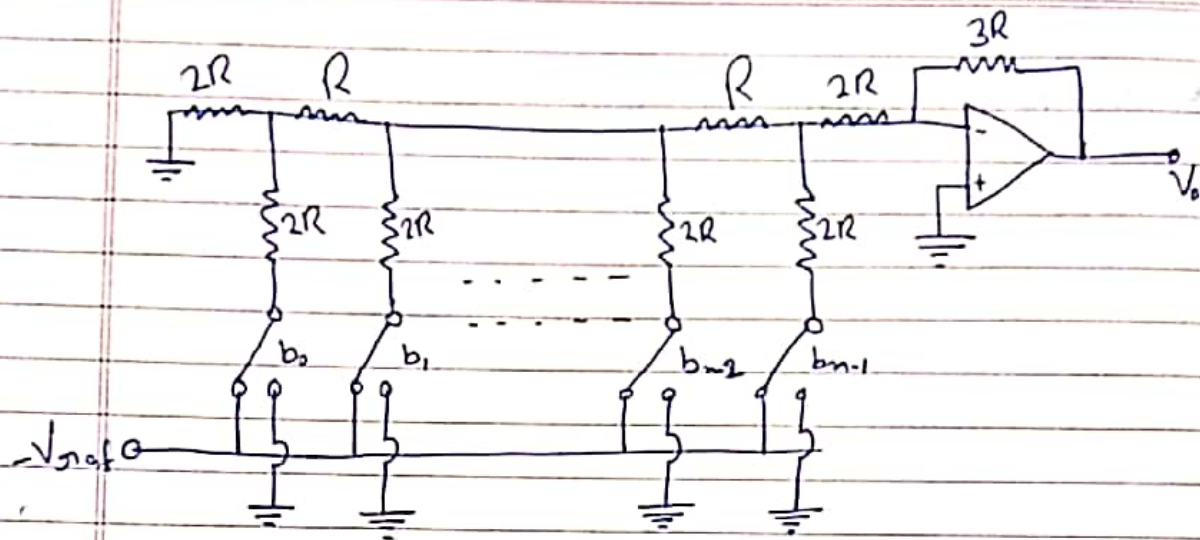 3R
2R R R 2R
- +
V₀
2R 2R 2R 2R
b₀ b₁ bn-2 bn-1
-Vref